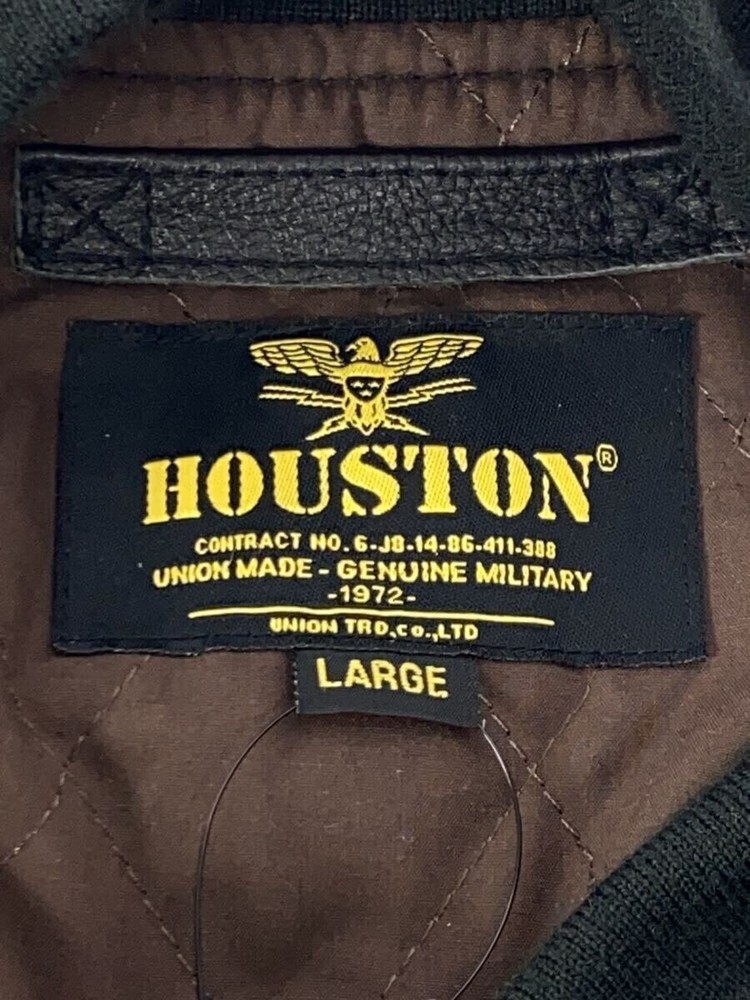 HOUSTON®
CONTRACT NO. 6-J8-14-86-411-388
UNION MADE - GENUINE MILITARY
-1972-
UNION TRD,co.,LTD
LARGE